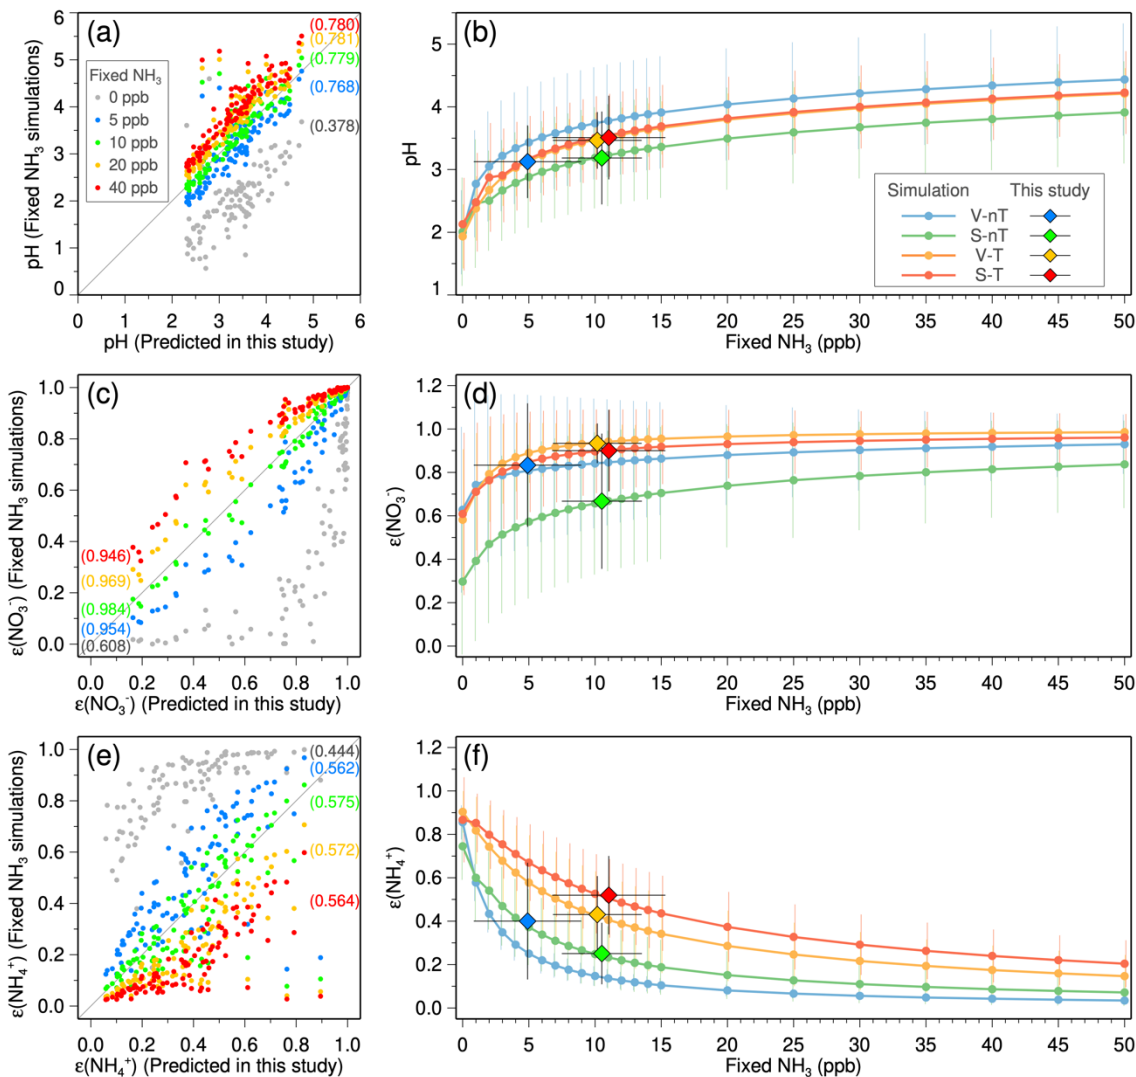 (a)
6
5
4
3
2
1
0
pH (Fixed NH₃ simulations)
Fixed NH₃
0 ppb
5 ppb
10 ppb
20 ppb
40 ppb
(0.780)
(0.781)
(0.779)
(0.768)
(0.378)
0 1 2 3 4 5 6
pH (Predicted in this study)
(b)
5
4
3
2
1
pH
Simulation This study
V-nT
S-nT
V-T
S-T
0 5 10 15 20 25 30 35 40 45 50
Fixed NH₃ (ppb)
(c)
1.0
0.8
0.6
0.4
0.2
0.0
ε(NO₃⁻) (Fixed NH₃ simulations)
(0.946)
(0.969)
(0.984)
(0.954)
(0.608)
0.0 0.2 0.4 0.6 0.8 1.0
ε(NO₃⁻) (Predicted in this study)
(d)
1.2
1.0
0.8
0.6
0.4
0.2
0.0
ε(NO₃⁻)
0 5 10 15 20 25 30 35 40 45 50
Fixed NH₃ (ppb)
(e)
1.0
0.8
0.6
0.4
0.2
0.0
ε(NH₄⁺) (Fixed NH₃ simulations)
(0.444)
(0.562)
(0.575)
(0.572)
(0.564)
0.0 0.2 0.4 0.6 0.8 1.0
ε(NH₄⁺) (Predicted in this study)
(f)
1.2
1.0
0.8
0.6
0.4
0.2
0.0
ε(NH₄⁺)
0 5 10 15 20 25 30 35 40 45 50
Fixed NH₃ (ppb)